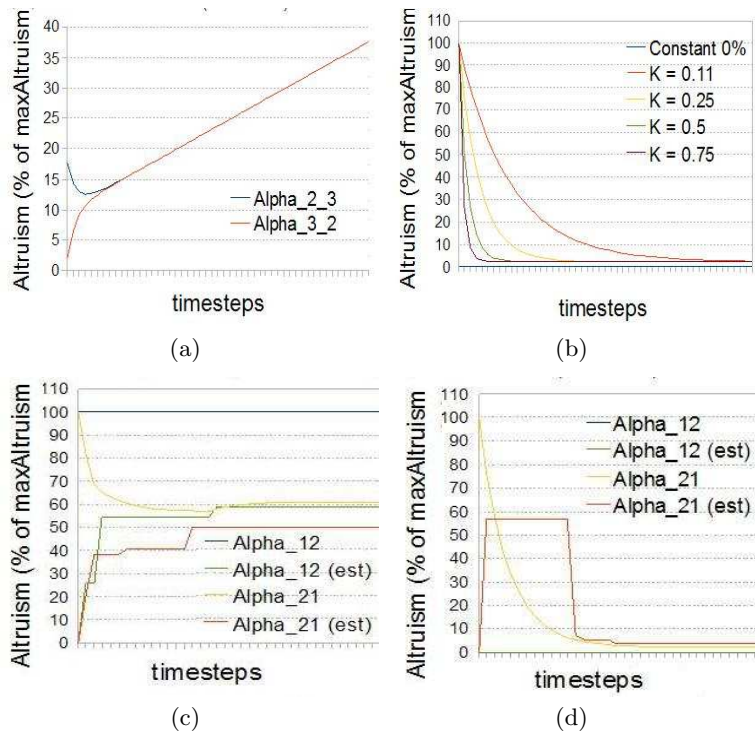 Altruism (% of maxAltruism
40
35
30
25
20
15
10
5
0
Alpha_2_3
Alpha_3_2
timesteps
(a)
Altruism (% of maxAltruism
110
100
90
80
70
60
50
40
30
20
10
0
Constant 0%
K = 0.11
K = 0.25
K = 0.5
K = 0.75
timesteps
(b)
Altruism (% of maxAltruism
110
100
90
80
70
60
50
40
30
20
10
0
Alpha_12
Alpha_12 (est)
Alpha_21
Alpha_21 (est)
timesteps
(c)
Altruism (% of maxAltruism
110
100
90
80
70
60
50
40
30
20
10
0
Alpha_12
Alpha_12 (est)
Alpha_21
Alpha_21 (est)
timesteps
(d)